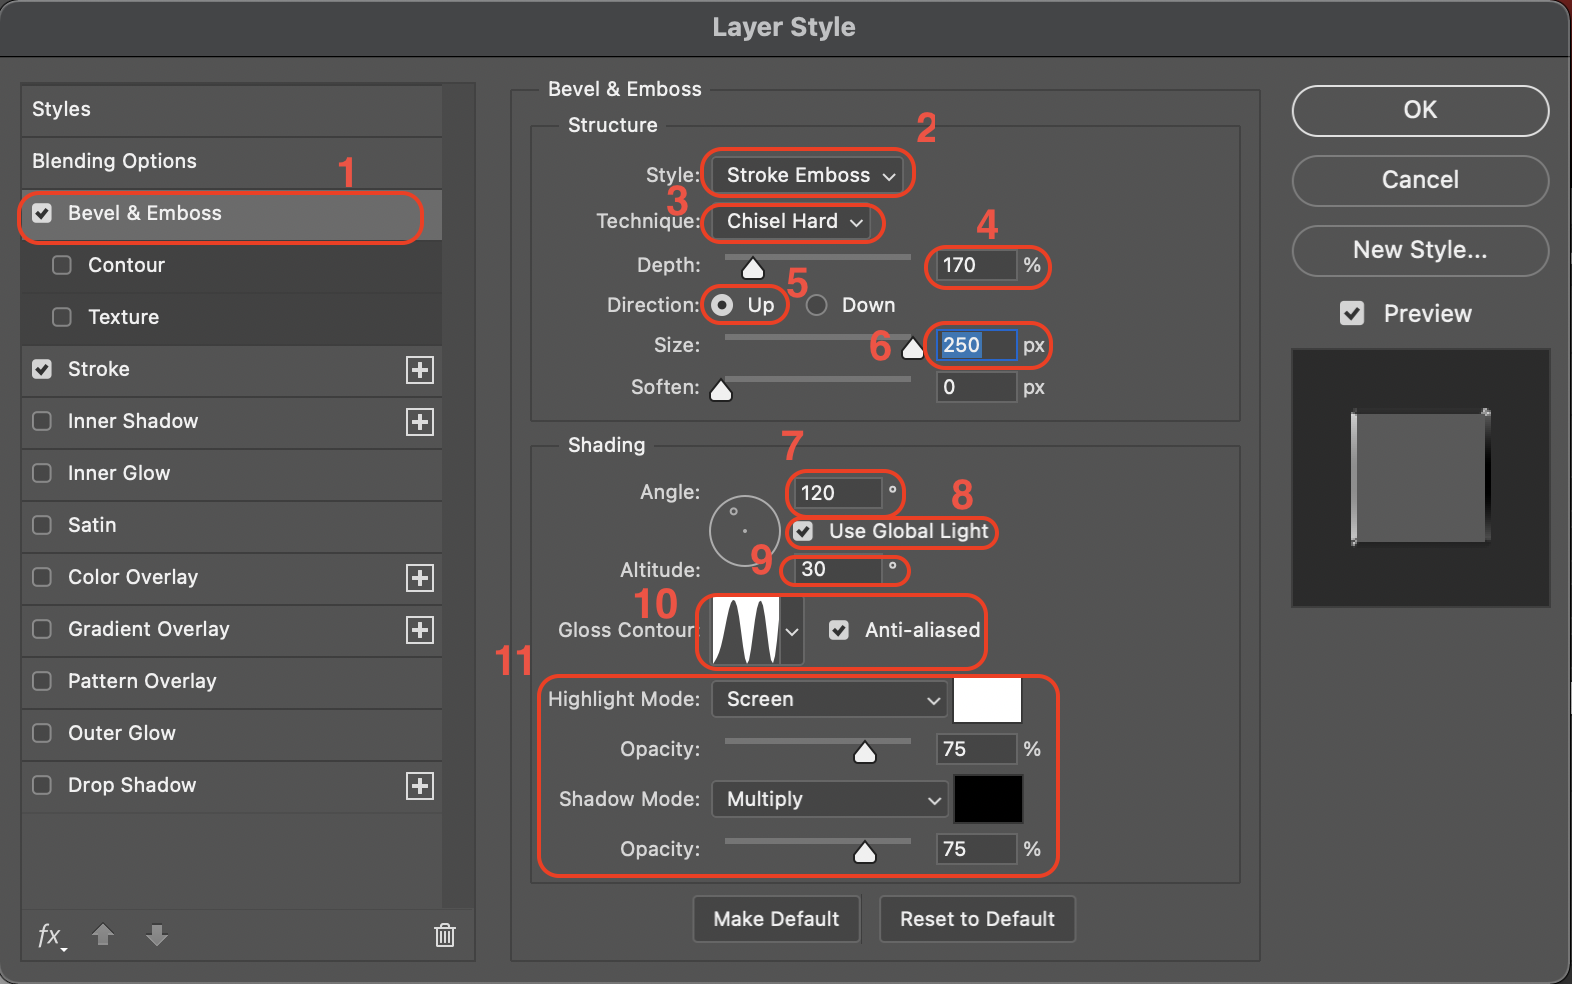 Layer Style
Styles
Blending Options
1
Bevel & Emboss
Contour
Texture
Stroke
Inner Shadow
Inner Glow
Satin
Color Overlay
Gradient Overlay
Pattern Overlay
Outer Glow
Drop Shadow
fx
Bevel & Emboss
Structure
2
Style: Stroke Emboss
3
Technique: Chisel Hard
4
Depth: 170 %
5
Direction: Up Down
6
Size: 250 px
Soften: 0 px
Shading
7
Angle: 120 °
8
Use Global Light
9
Altitude: 30 °
10
Gloss Contour: Anti-aliased
11
Highlight Mode: Screen
Opacity: 75 %
Shadow Mode: Multiply
Opacity: 75 %
Make Default Reset to Default
OK
Cancel
New Style...
Preview